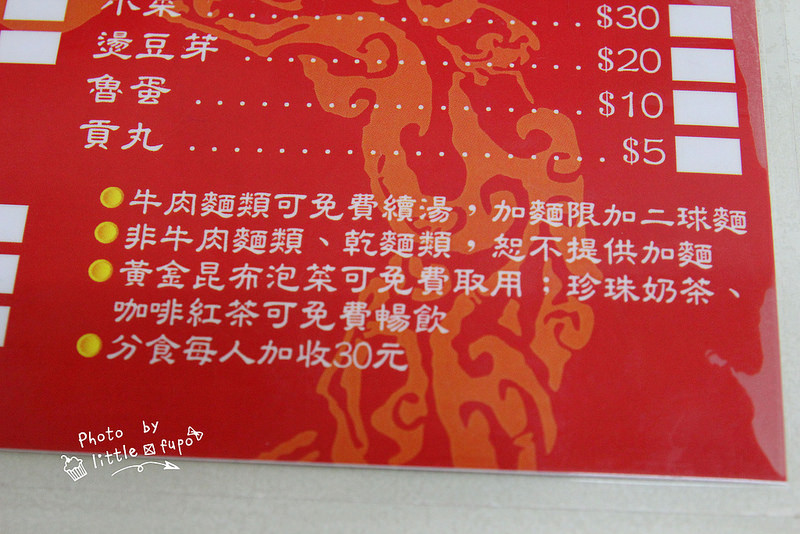 小菜 $30
燙豆芽 $20
魯蛋 $10
貢丸 $5
牛肉麵類可免費續湯，加麵限加二球麵
非牛肉麵類、乾麵類，恕不提供加麵
黃金昆布泡菜可免費取用；珍珠奶茶、
咖啡紅茶可免費暢飲
分食每人加收30元
Photo by
little fupo